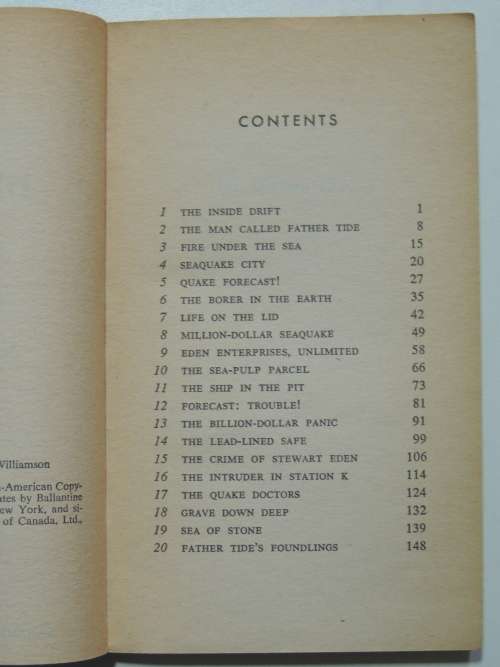 Williamson
-American Copy-
ates by Ballantine
ew York, and si-
of Canada, Ltd.,
CONTENTS
1 THE INSIDE DRIFT 1
2 THE MAN CALLED FATHER TIDE 8
3 FIRE UNDER THE SEA 15
4 SEAQUAKE CITY 20
5 QUAKE FORECAST! 27
6 THE BORER IN THE EARTH 35
7 LIFE ON THE LID 42
8 MILLION-DOLLAR SEAQUAKE 49
9 EDEN ENTERPRISES, UNLIMITED 58
10 THE SEA-PULP PARCEL 66
11 THE SHIP IN THE PIT 73
12 FORECAST: TROUBLE! 81
13 THE BILLION-DOLLAR PANIC 91
14 THE LEAD-LINED SAFE 99
15 THE CRIME OF STEWART EDEN 106
16 THE INTRUDER IN STATION K 114
17 THE QUAKE DOCTORS 124
18 GRAVE DOWN DEEP 132
19 SEA OF STONE 139
20 FATHER TIDE'S FOUNDLINGS 148